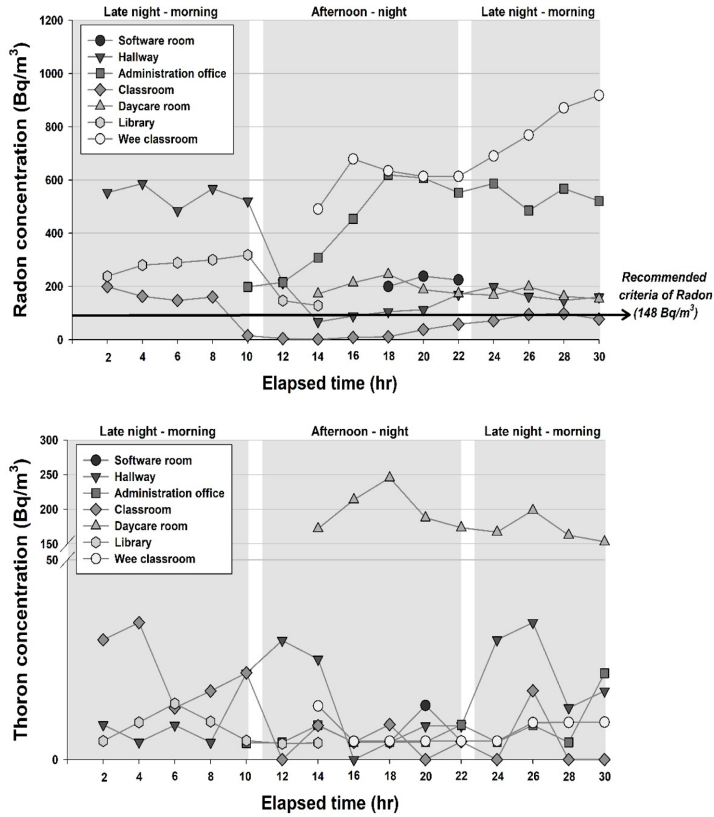 Late night - morning Afternoon - night Late night - morning
Radon concentration (Bq/m³)
1200
1000
800
600
400
200
0
Software room
Hallway
Administration office
Classroom
Daycare room
Library
Wee classroom
Recommended
criteria of Radon
(148 Bq/m³)
2 4 6 8 10 12 14 16 18 20 22 24 26 28 30
Elapsed time (hr)
Late night - morning Afternoon - night Late night - morning
Thoron concentration (Bq/m³)
300
250
200
150
50
0
Software room
Hallway
Administration office
Classroom
Daycare room
Library
Wee classroom
2 4 6 8 10 12 14 16 18 20 22 24 26 28 30
Elapsed time (hr)